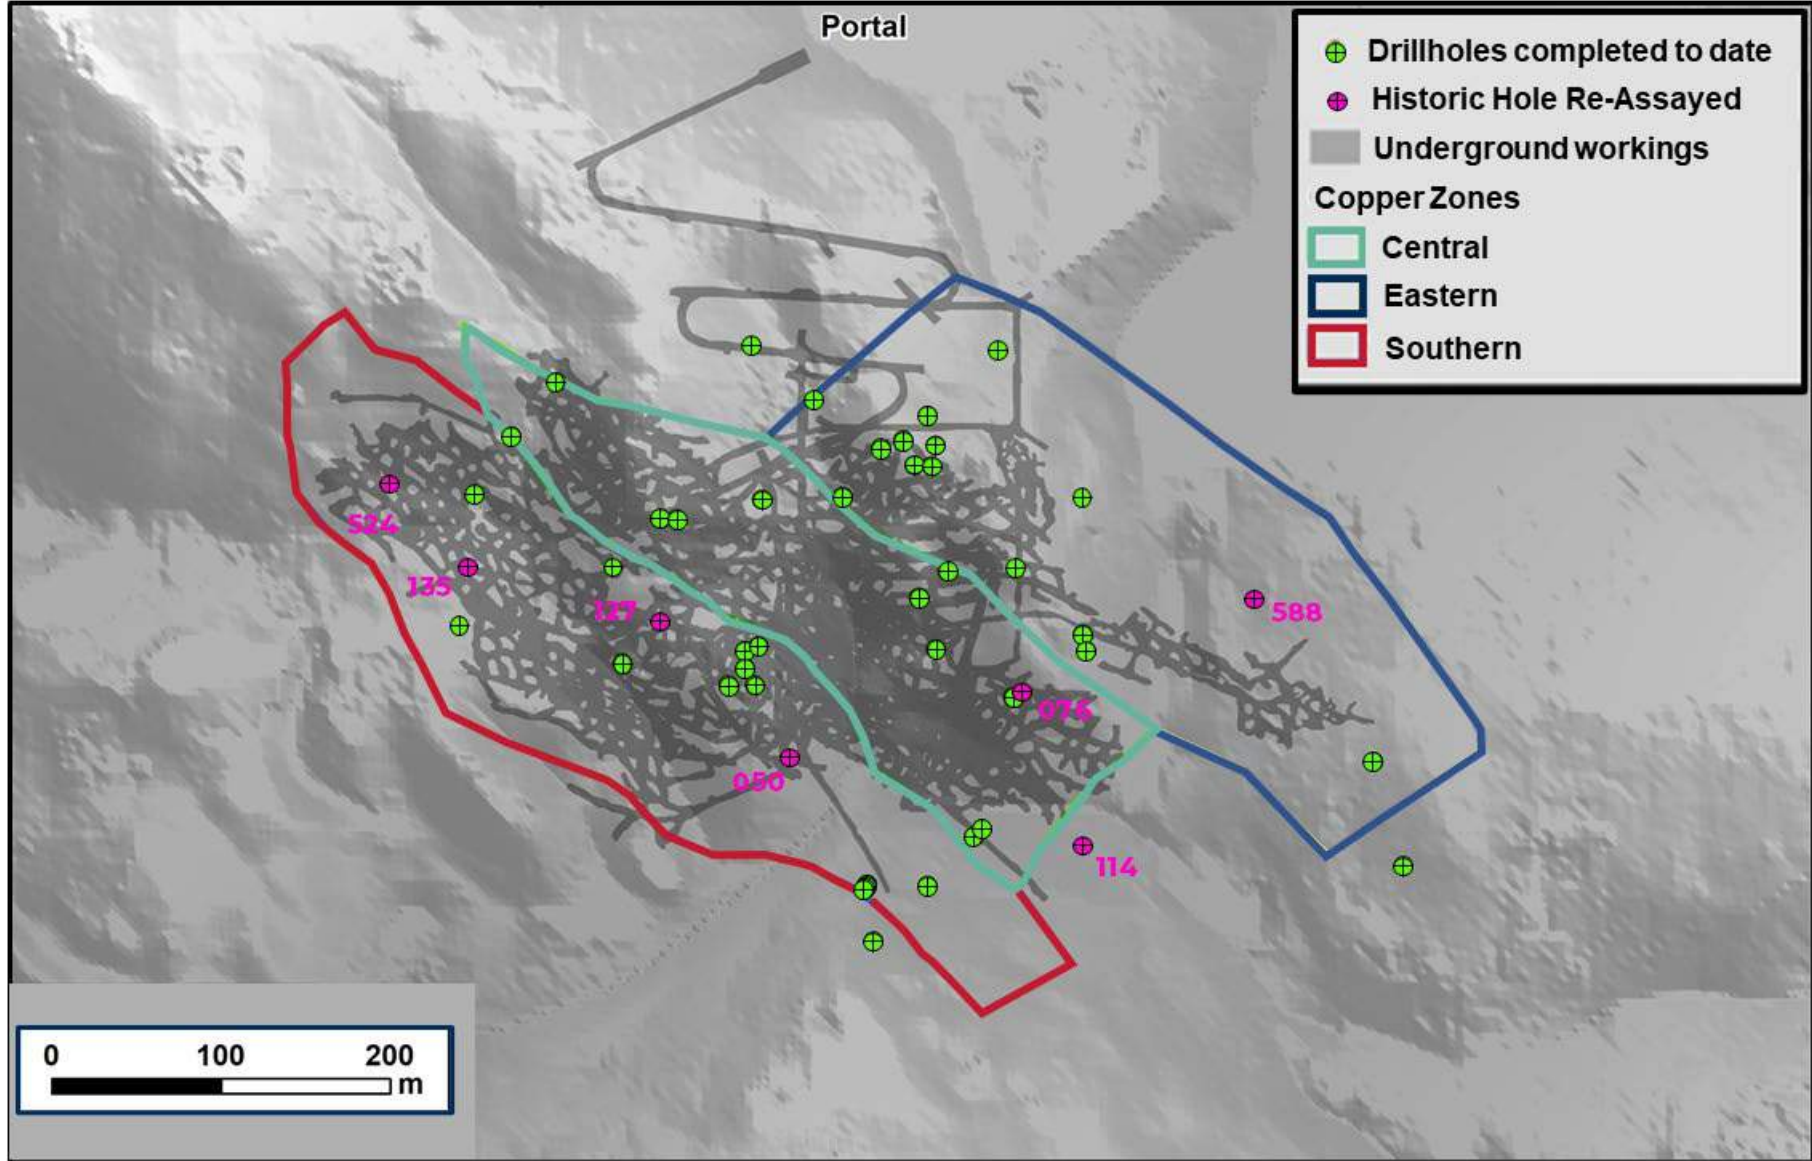 Portal
Drillholes completed to date
Historic Hole Re-Assayed
Underground workings
Copper Zones
Central
Eastern
Southern
524
135
127
588
076
050
114
0 100 200
m